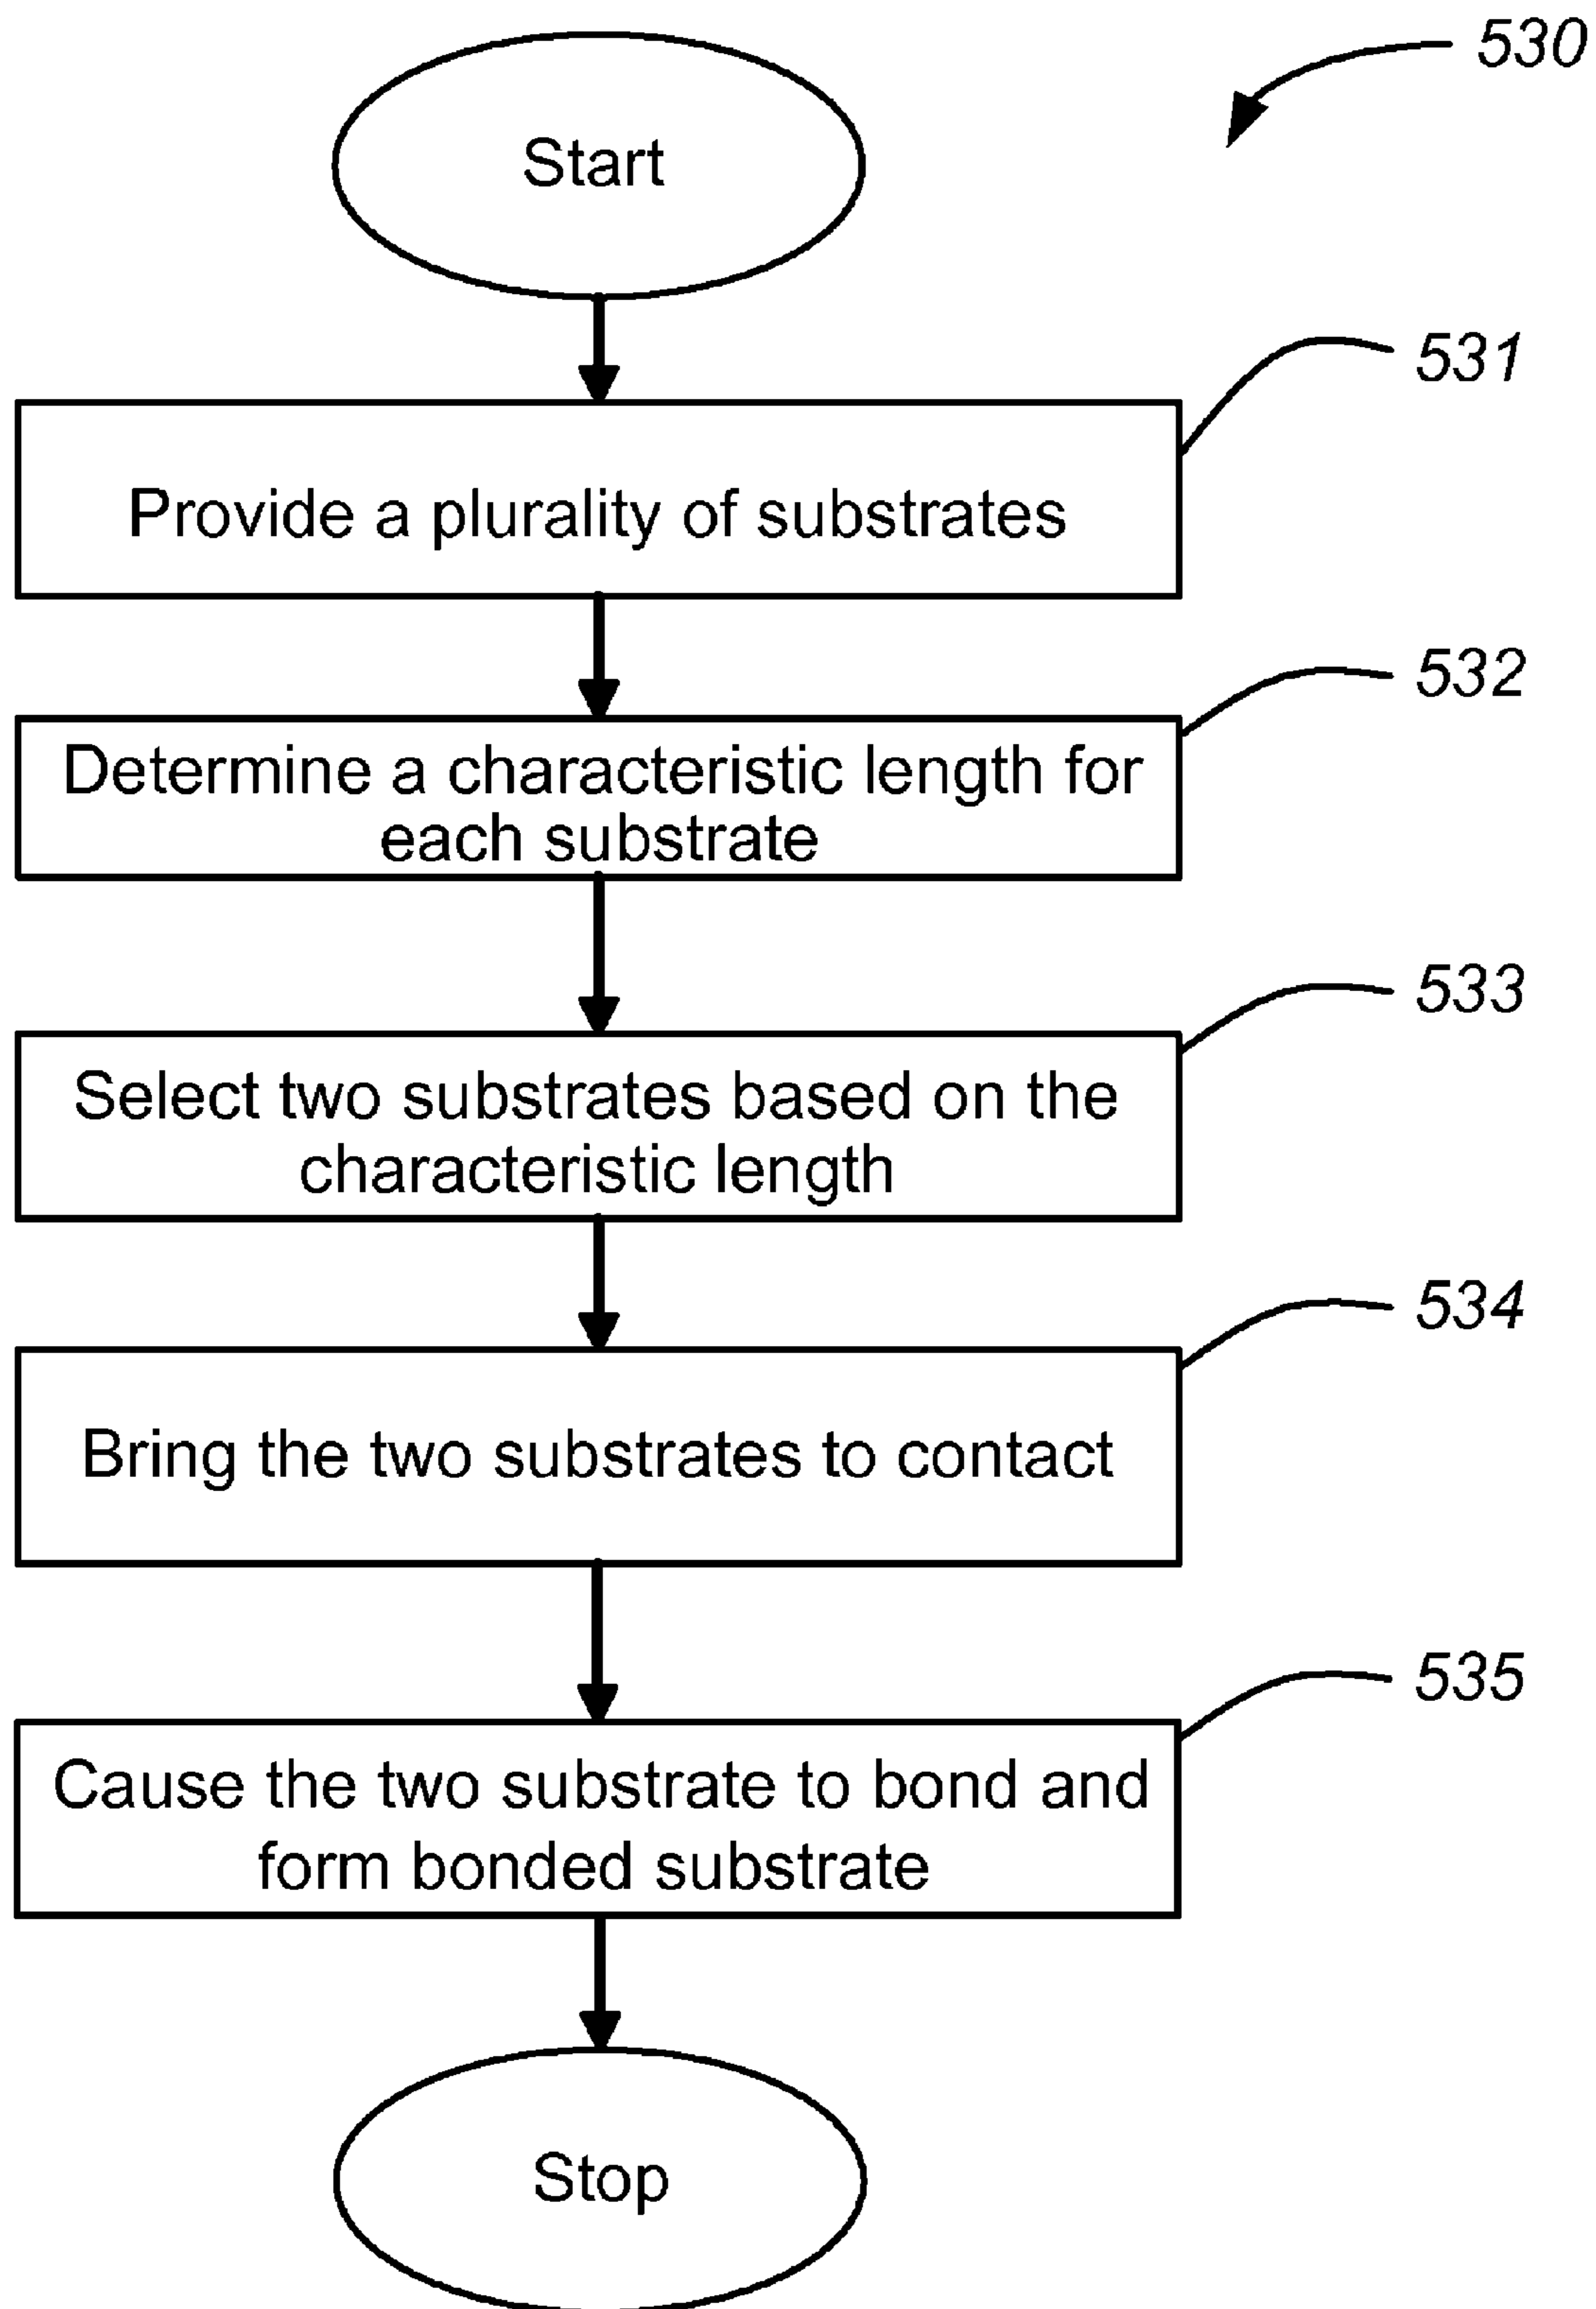 530
Start
531
Provide a plurality of substrates
532
Determine a characteristic length for
each substrate
533
Select two substrates based on the
characteristic length
534
Bring the two substrates to contact
535
Cause the two substrate to bond and
form bonded substrate
Stop